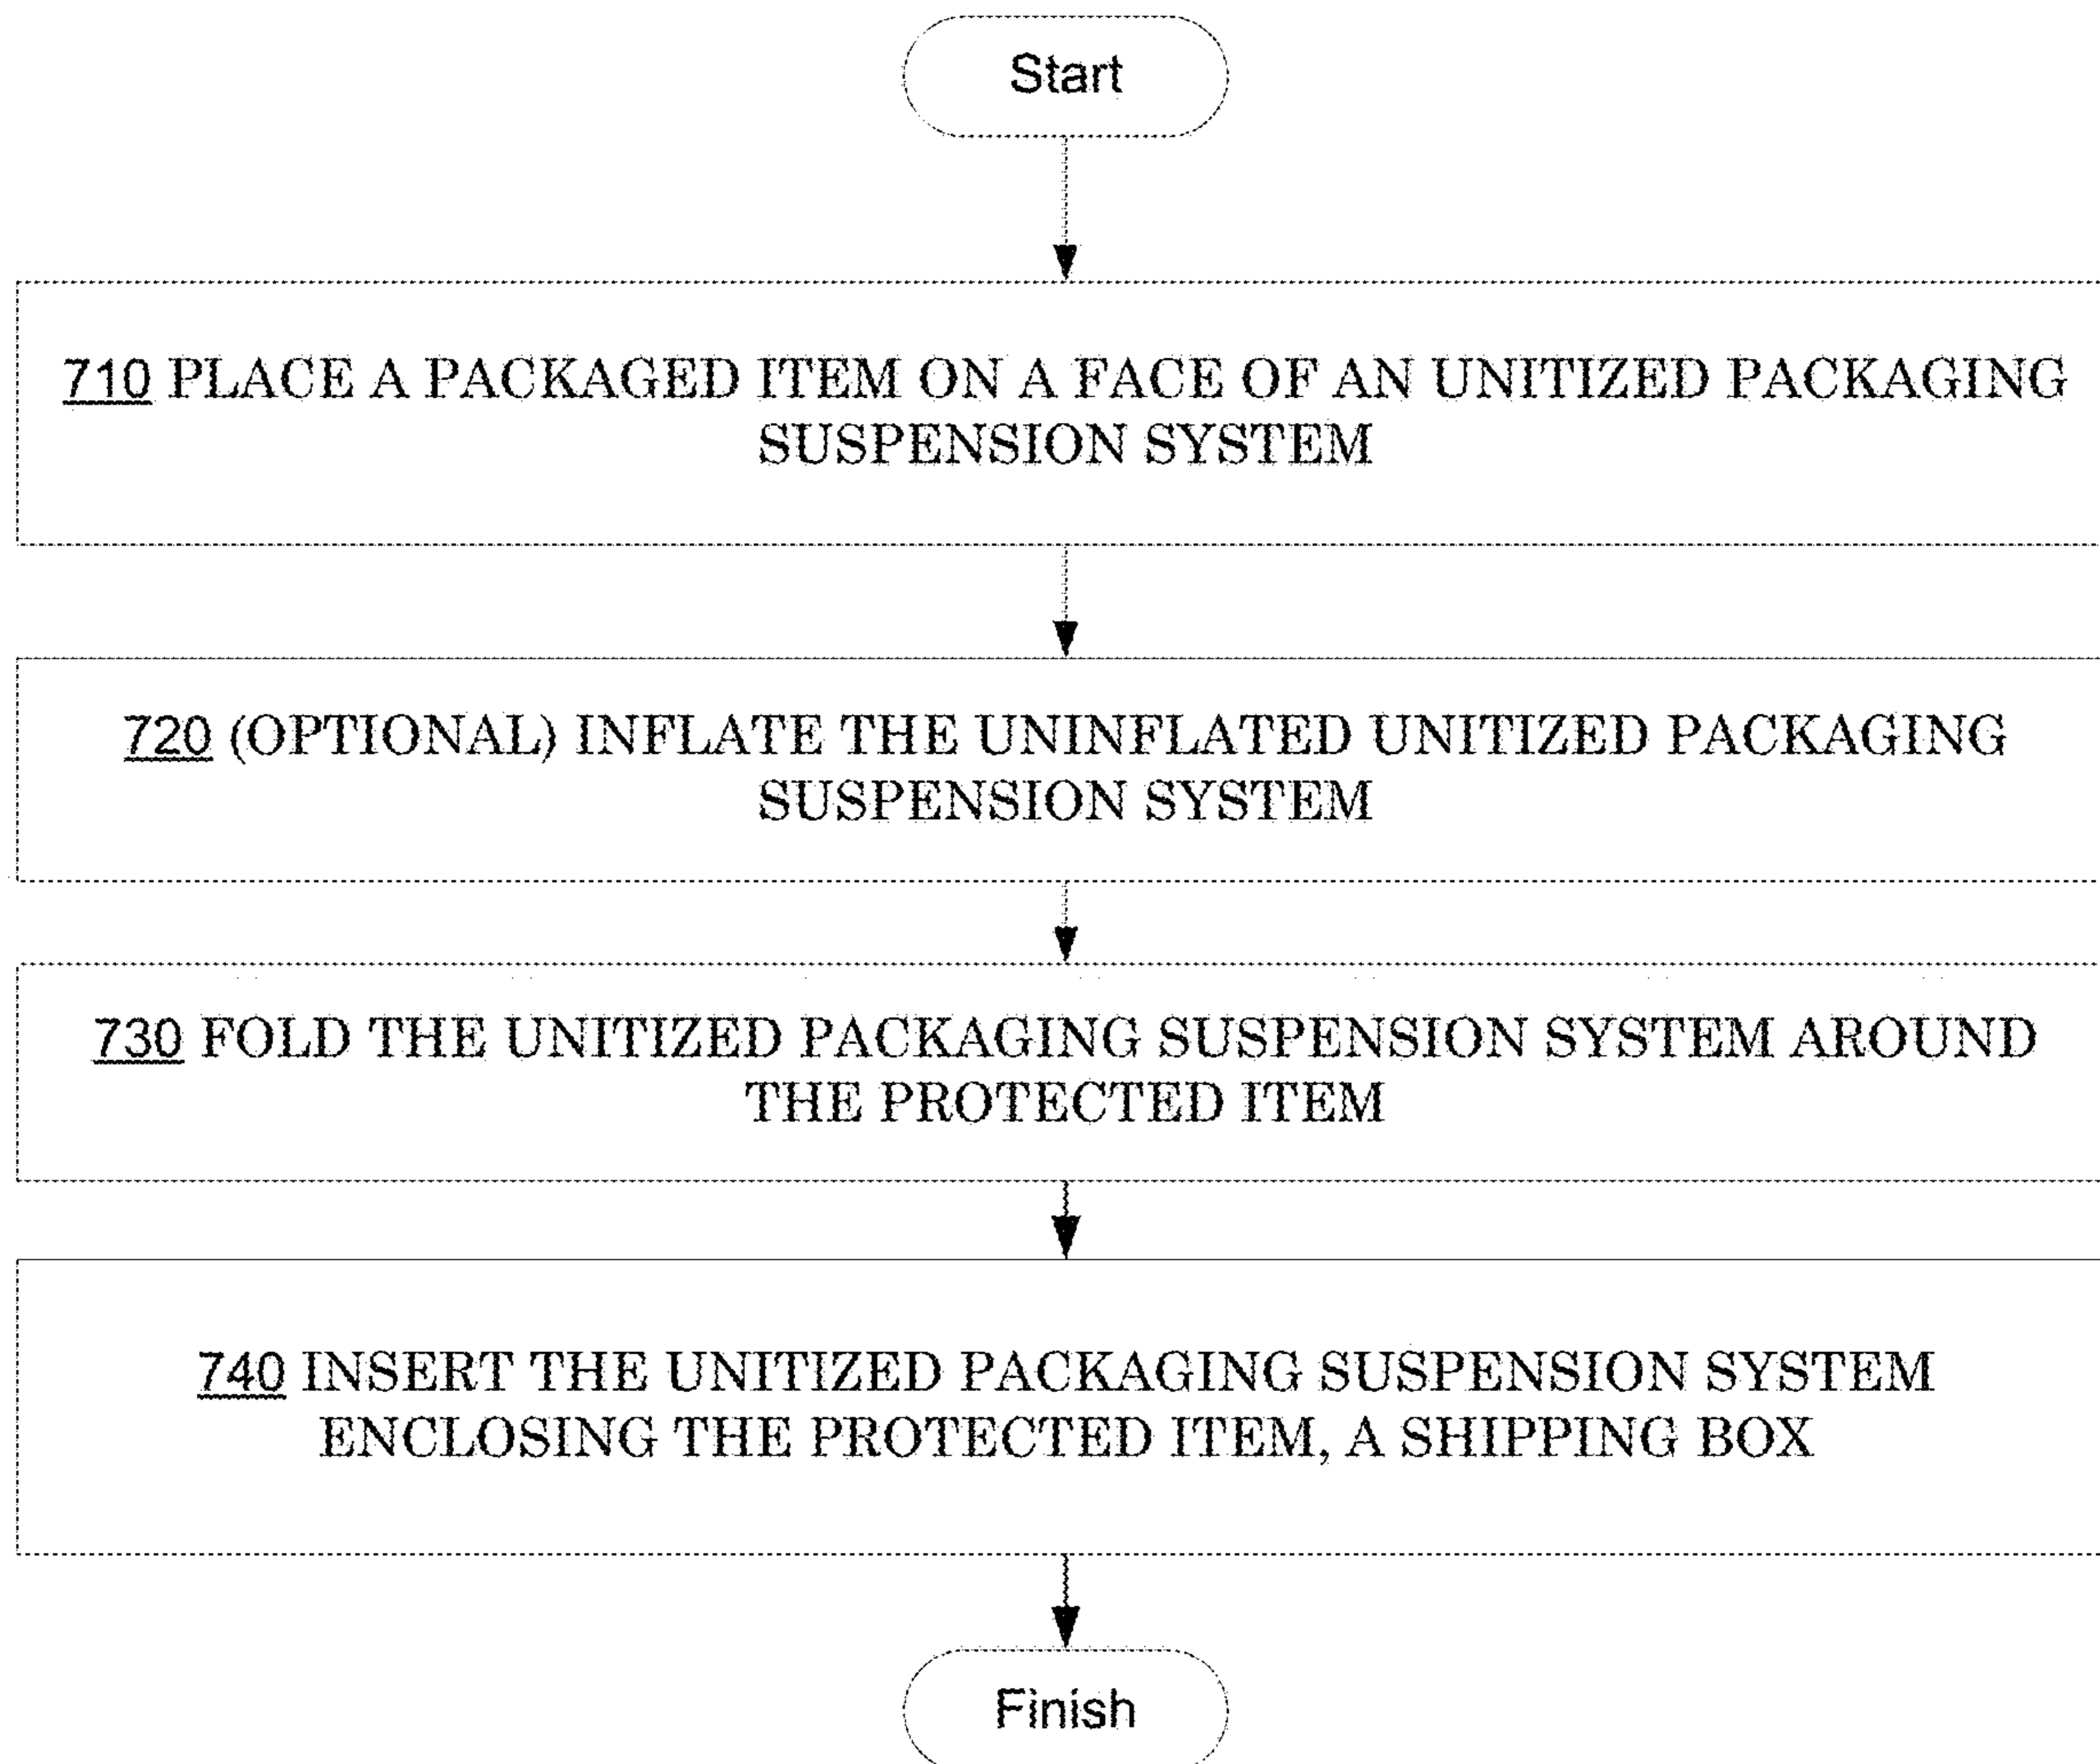 Start
710 PLACE A PACKAGED ITEM ON A FACE OF AN UNITIZED PACKAGING
SUSPENSION SYSTEM
720 (OPTIONAL) INFLATE THE UNINFLATED UNITIZED PACKAGING
SUSPENSION SYSTEM
730 FOLD THE UNITIZED PACKAGING SUSPENSION SYSTEM AROUND
THE PROTECTED ITEM
740 INSERT THE UNITIZED PACKAGING SUSPENSION SYSTEM
ENCLOSING THE PROTECTED ITEM, A SHIPPING BOX
Finish